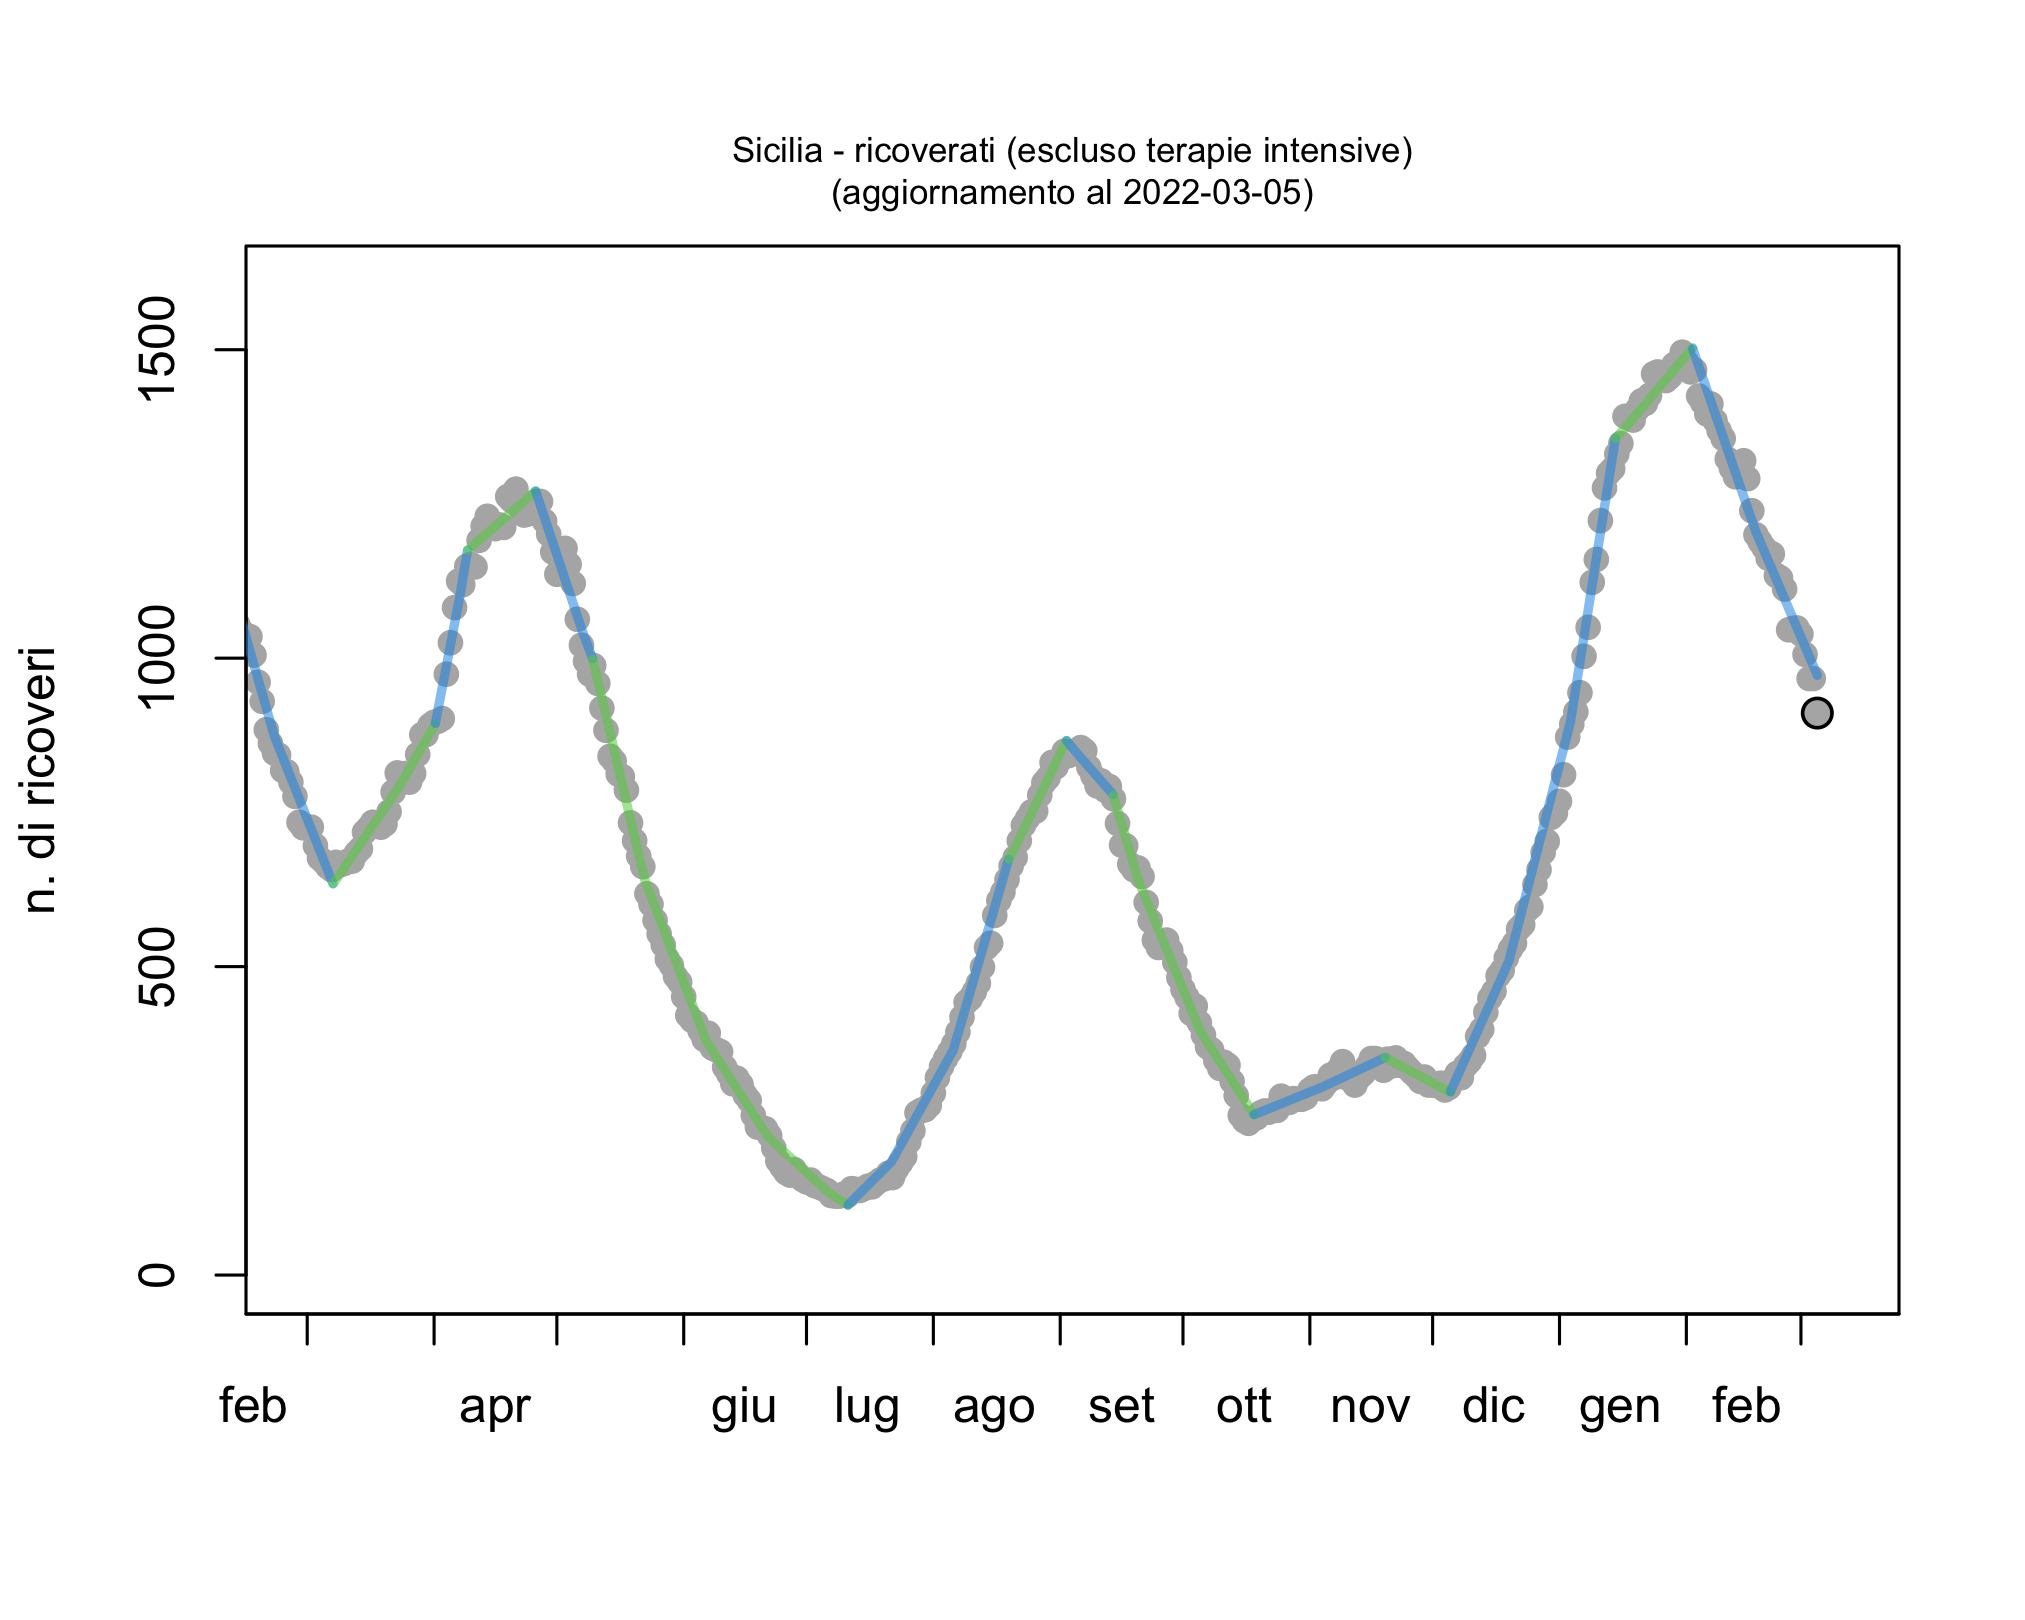 Sicilia - ricoverati (escluso terapie intensive)
(aggiornamento al 2022-03-05)
n. di ricoveri
1500
1000
500
0
feb apr giu lug ago set ott nov dic gen feb